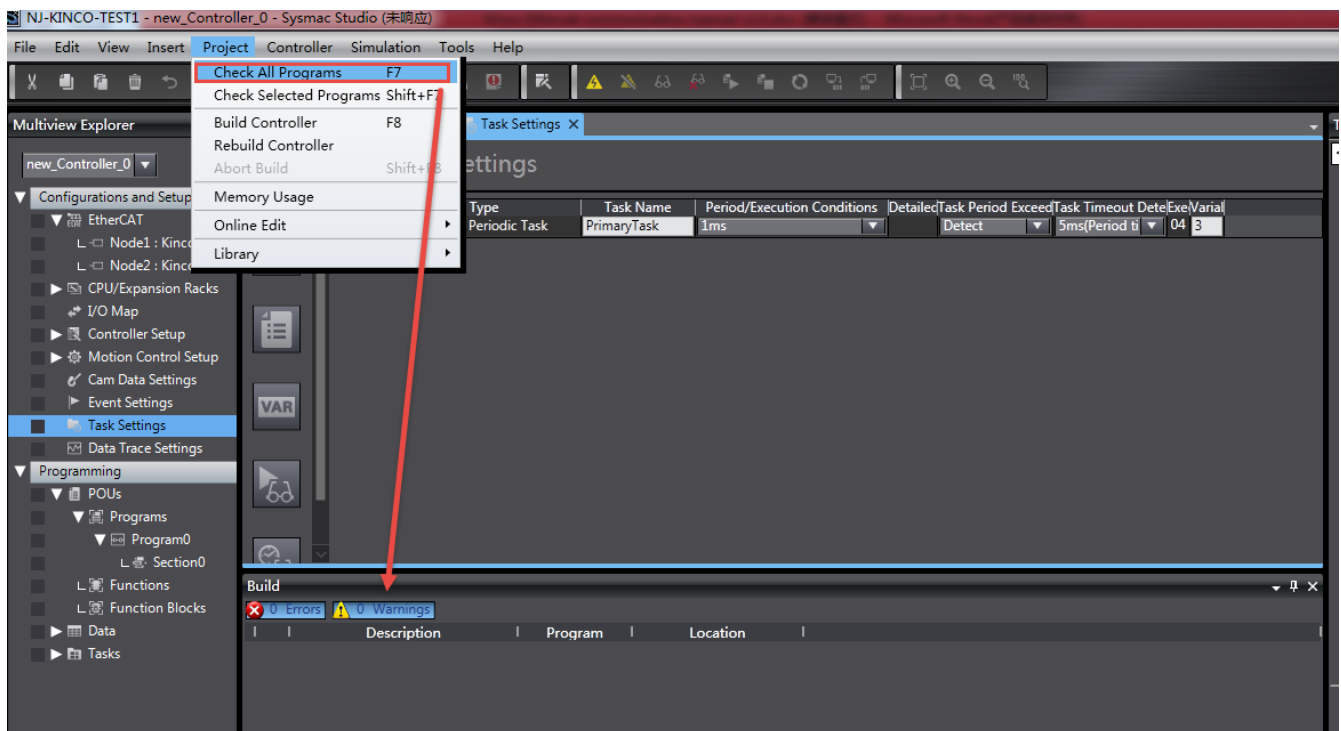 NJ-KINCO-TEST1 - new_Controller_0 - Sysmac Studio (未响应)
File Edit View Insert Project Controller Simulation Tools Help
Check All Programs F7
Check Selected Programs Shift+F7
Build Controller F8
Rebuild Controller
Abort Build Shift+F8
Memory Usage
Online Edit
Library
Multiview Explorer
new_Controller_0
Configurations and Setup
EtherCAT
Node1 : Kinco
Node2 : Kinco
CPU/Expansion Racks
I/O Map
Controller Setup
Motion Control Setup
Cam Data Settings
Event Settings
Task Settings
Data Trace Settings
Programming
POUs
Programs
Program0
Section0
Functions
Function Blocks
Data
Tasks
Task Settings
ettings
Type Task Name Period/Execution Conditions Detailed Task Period Exceed Task Timeout Dete Exe Varial
Periodic Task PrimaryTask 1ms Detect 5ms(Period ti 04 3
VAR
Build
0 Errors 0 Warnings
Description Program Location